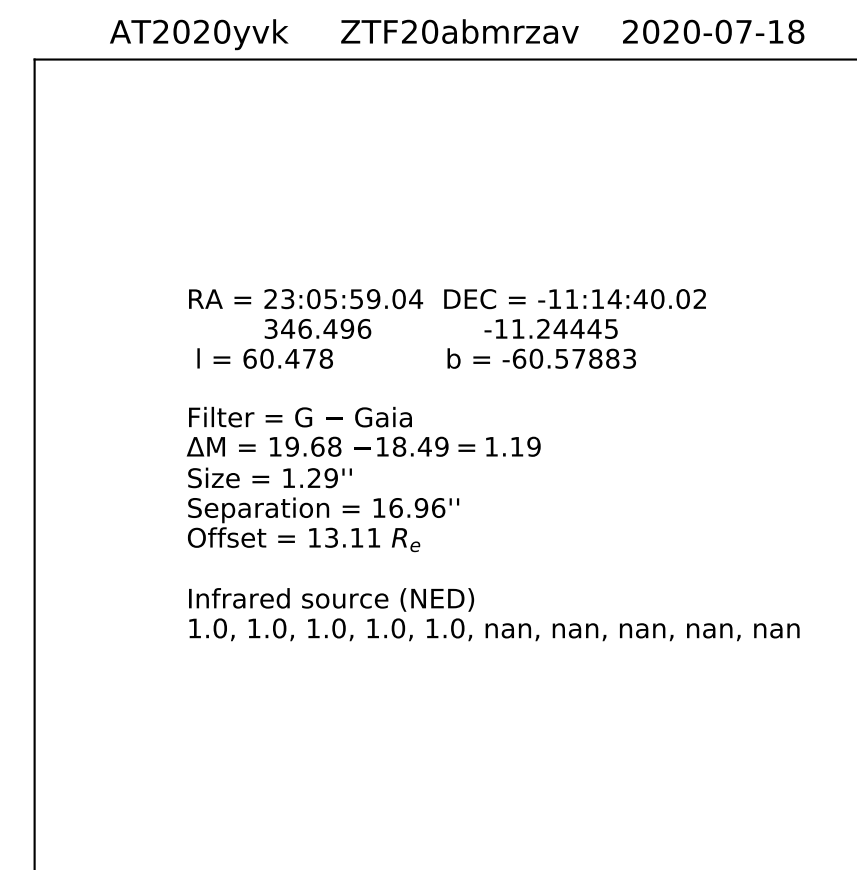 AT2020yvk ZTF20abmrzav 2020-07-18
RA = 23:05:59.04 DEC = -11:14:40.02
346.496 -11.24445
l = 60.478 b = -60.57883
Filter = G − Gaia
ΔM = 19.68 −18.49 = 1.19
Size = 1.29''
Separation = 16.96''
Offset = 13.11 Re
Infrared source (NED)
1.0, 1.0, 1.0, 1.0, 1.0, nan, nan, nan, nan, nan